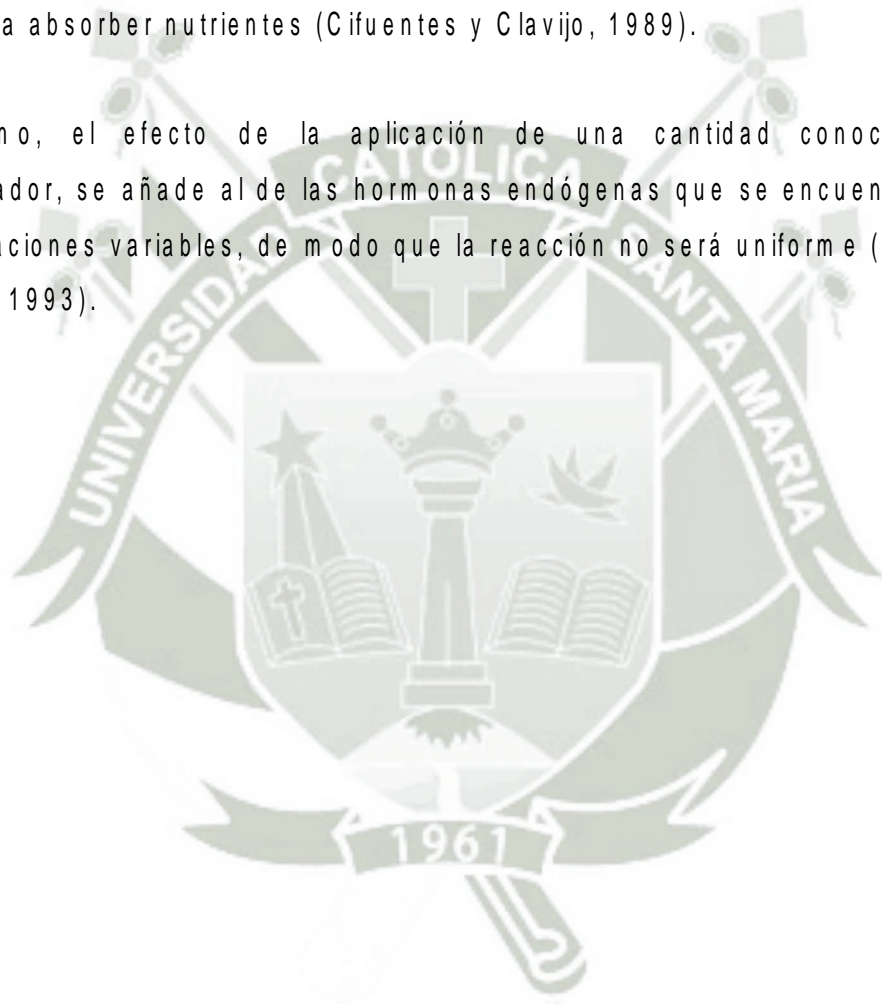 a absorber nutrientes (Cifuentes y Clavijo, 1989).
no, el efecto de la aplicación de una cantidad conoc
ador, se añade al de las hormonas endógenas que se encuen
aciones variables, de modo que la reacción no será uniforme (
1993).
UNIVERSIDAD CATOLICA SANTA MARIA
1961